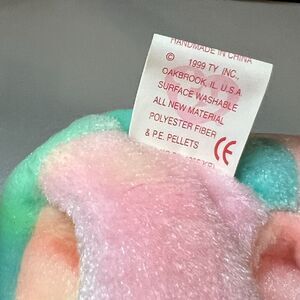 HANDMADE IN CHINA
© 1999 TY INC.,
OAKBROOK, IL. U.S.A
SURFACE WASHABLE
ALL NEW MATERIAL
POLYESTER FIBER
& P.E. PELLETS
CE